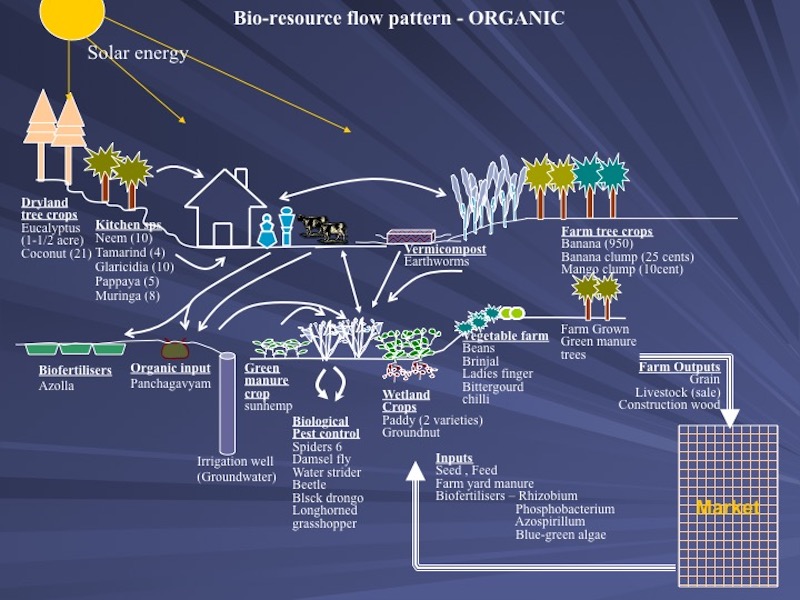 Bio-resource flow pattern - ORGANIC
Solar energy
Dryland
tree crops
Eucalyptus
(1-1/2 acre)
Coconut (21)
Neem (10)
Tamarind (4)
Glaricidia (10)
Pappaya (5)
Muringa (8)
Vermicompost
Earthworms
Farm tree crops
Banana (950)
Banana clump (25 cents)
Mango clump (10cent)
Farm Grown
Green manure
trees
Vegetable farm
Beans
Brinjal
Ladies finger
Bittergourd
chilli
Biofertilisers
Azolla
Organic input
Panchagavyam
Irrigation well
(Groundwater)
Green
manure
crop
sunhemp
Biological
Pest control
Spiders 6
Damsel fly
Water strider
Beetle
Blsck drongo
Longhorned
grasshopper
Wetland
Crops
Paddy (2 varieties)
Groundnut
Inputs
Seed , Feed
Farm yard manure
Biofertilisers – Rhizobium
Phosphobacterium
Azospirillum
Blue-green algae
Farm Outputs
Grain
Livestock (sale)
Construction wood
Market